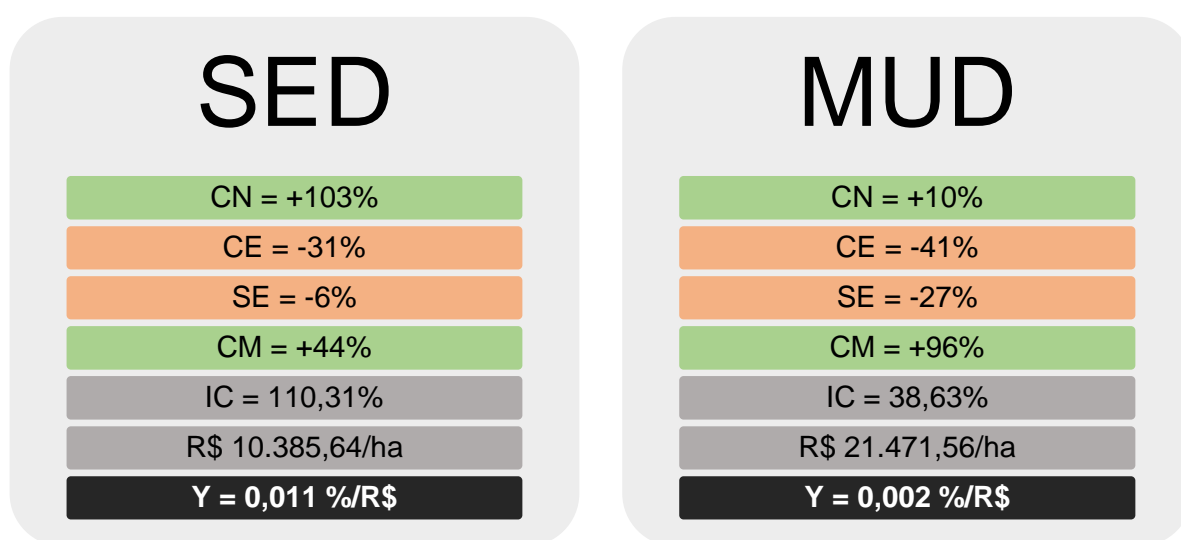 SED
CN = +103%
CE = -31%
SE = -6%
CM = +44%
IC = 110,31%
R$ 10.385,64/ha
Y = 0,011 %/R$
MUD
CN = +10%
CE = -41%
SE = -27%
CM = +96%
IC = 38,63%
R$ 21.471,56/ha
Y = 0,002 %/R$